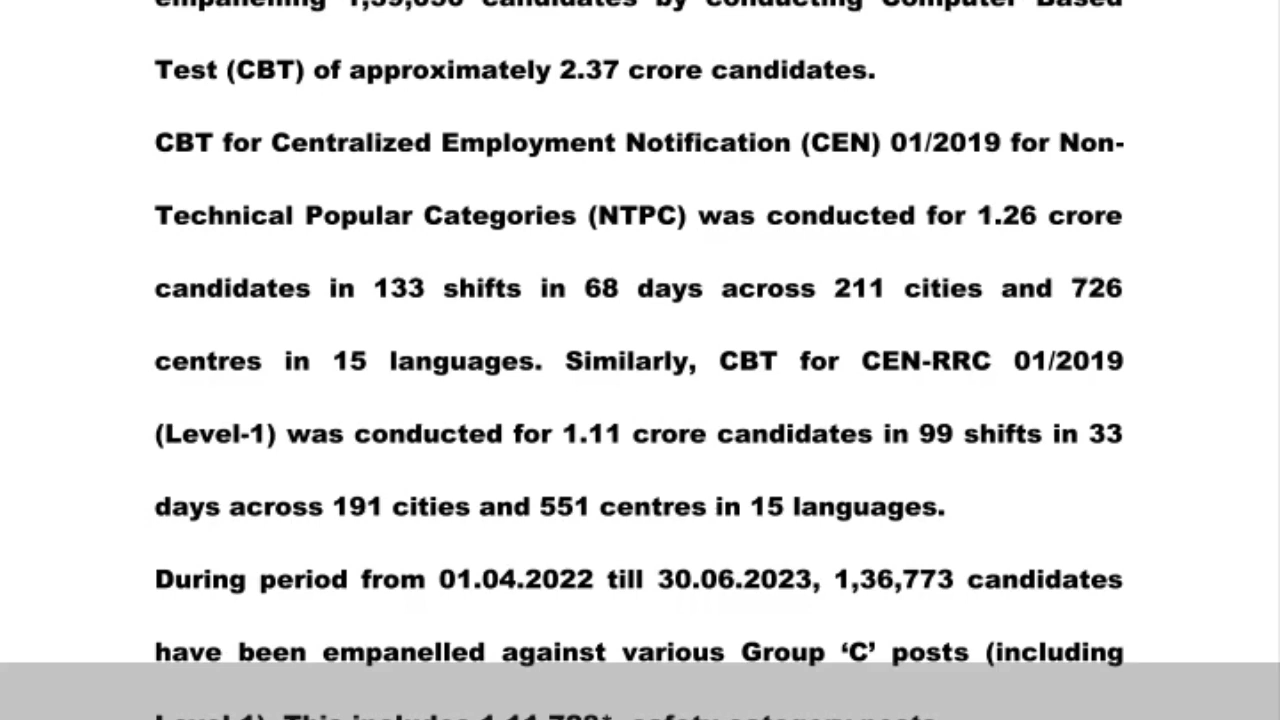 Test (CBT) of approximately 2.37 crore candidates.
CBT for Centralized Employment Notification (CEN) 01/2019 for Non-
Technical Popular Categories (NTPC) was conducted for 1.26 crore
candidates in 133 shifts in 68 days across 211 cities and 726
centres in 15 languages. Similarly, CBT for CEN-RRC 01/2019
(Level-1) was conducted for 1.11 crore candidates in 99 shifts in 33
days across 191 cities and 551 centres in 15 languages.
During period from 01.04.2022 till 30.06.2023, 1,36,773 candidates
have been empanelled against various Group ‘C’ posts (including